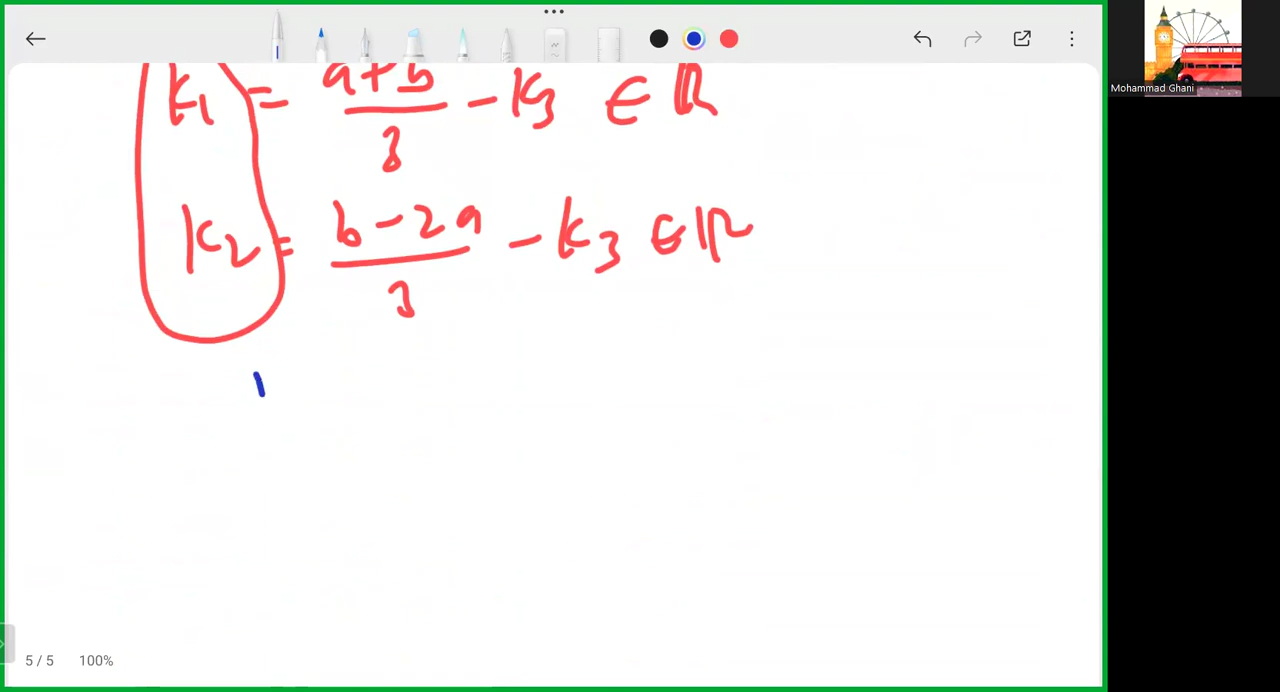 k₁ = (a+b)/3 - k₃ ∈ ℝ
k₂ = (b-2a)/3 - k₃ ∈ ℝ
5 / 5 100%
Mohammad Ghani